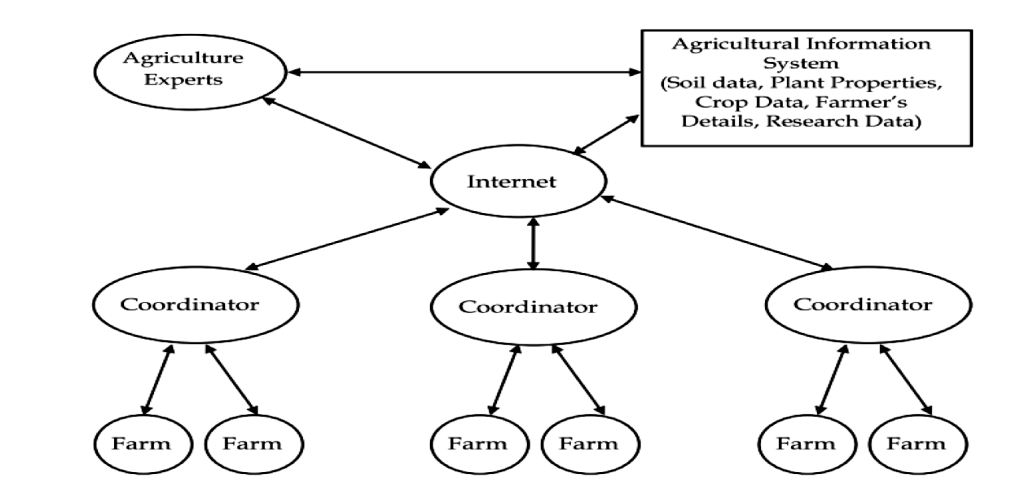 Agriculture
Experts
Agricultural Information
System
(Soil data, Plant Properties,
Crop Data, Farmer's
Details, Research Data)
Internet
Coordinator
Coordinator
Coordinator
Farm
Farm
Farm
Farm
Farm
Farm